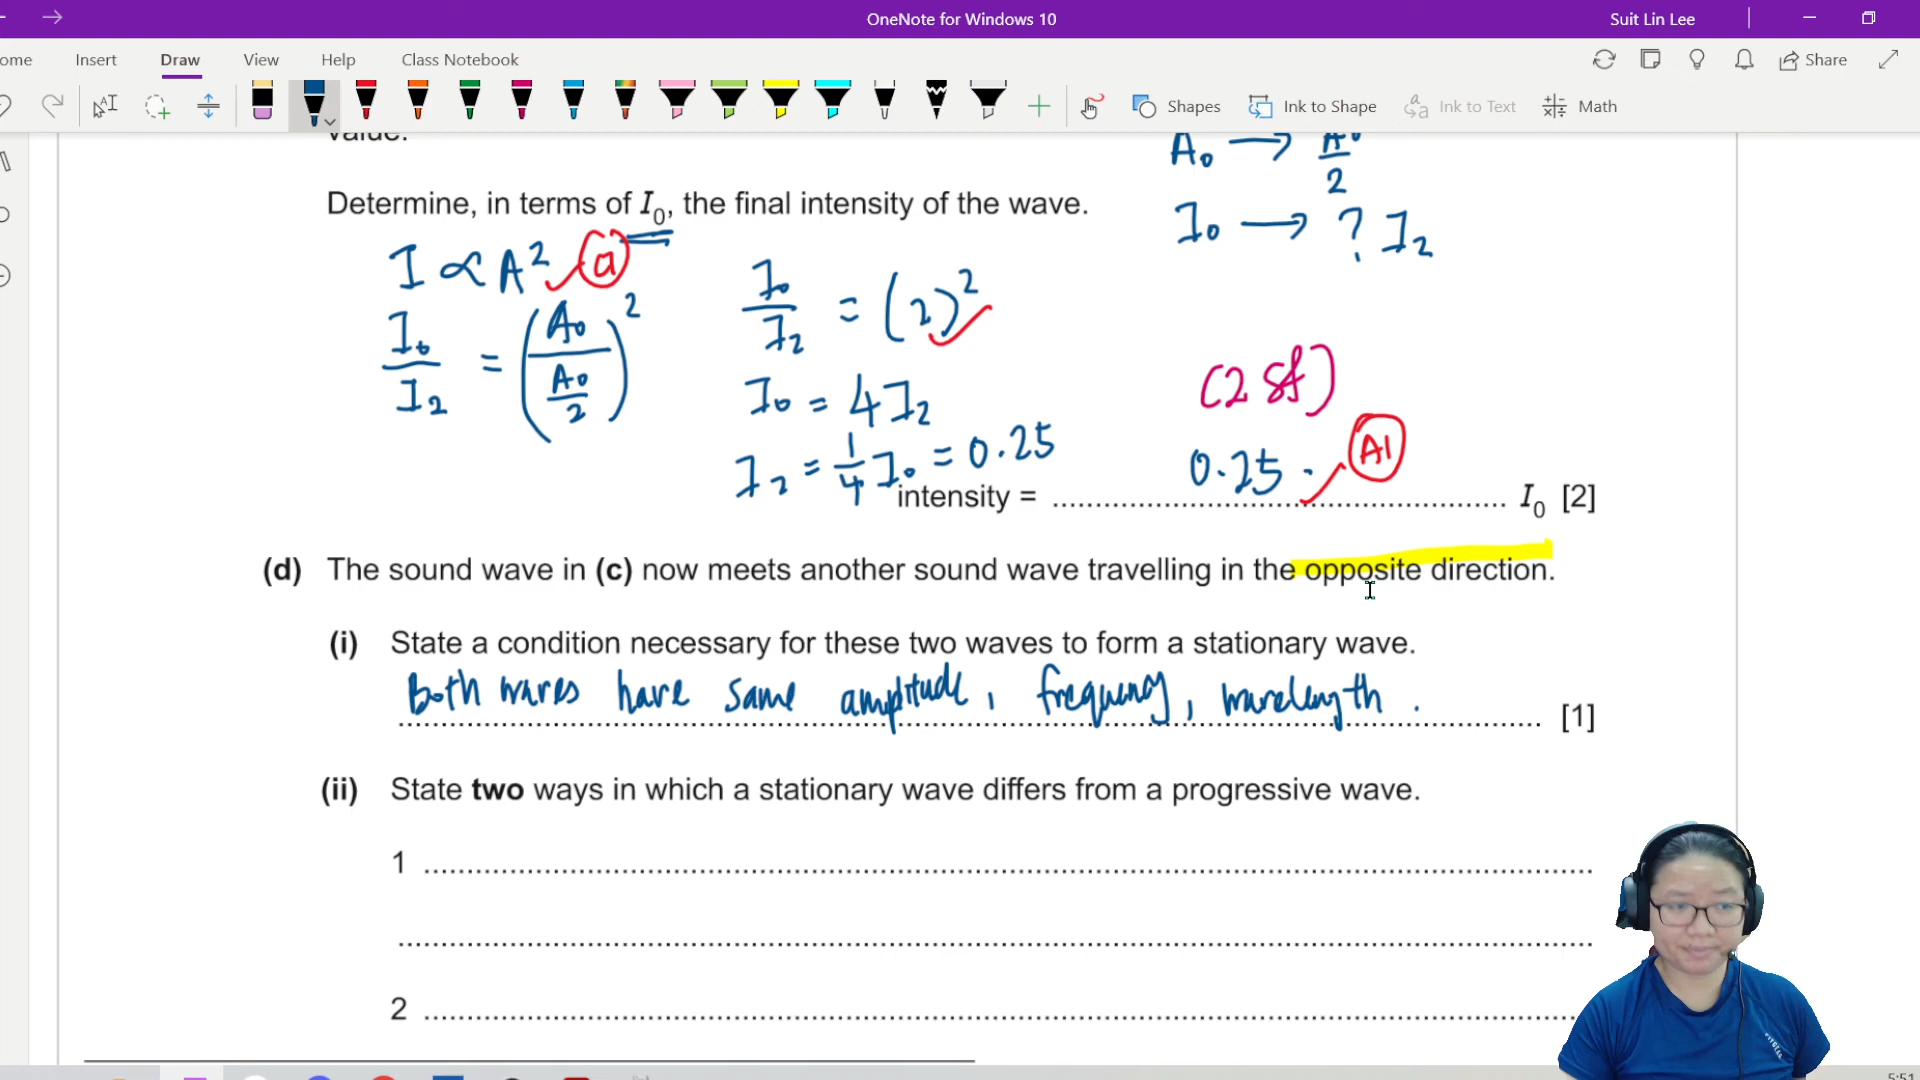 OneNote for Windows 10
Suit Lin Lee
ome Insert Draw View Help Class Notebook
Share
Shapes Ink to Shape Ink to Text Math
value.
A₀ → A₀/2
Determine, in terms of I₀, the final intensity of the wave.
I₀ → ? I₂
I ∝ A² a
I₀/I₂ = (A₀/(A₀/2))²
I₀/I₂ = (2)²
(2 sf)
I₀ = 4I₂
I₂ = 1/4 I₀ = 0.25
0.25. A1
intensity = .......... I₀ [2]
(d) The sound wave in (c) now meets another sound wave travelling in the opposite direction.
(i) State a condition necessary for these two waves to form a stationary wave.
Both waves have same amplitude, frequency, wavelength.
.......... [1]
(ii) State two ways in which a stationary wave differs from a progressive wave.
1 ..........
2 ..........
5:51